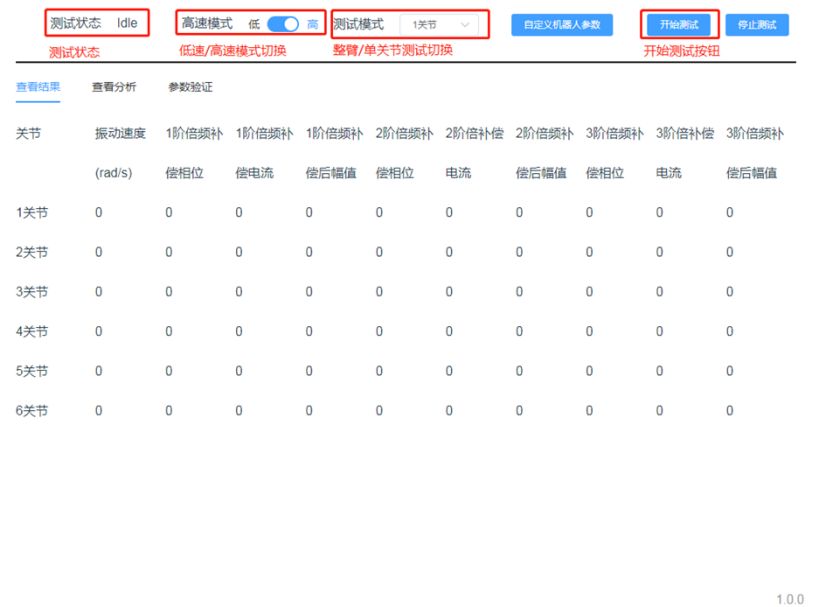 测试状态 Idle 高速模式 低 高 测试模式 1关节 自定义机器人参数 开始测试 停止测试
测试状态 低速/高速模式切换 整臂/单关节测试切换 开始测试按钮
查看结果 查看分析 参数验证
关节 振动速度 1阶倍频补 1阶倍频补 1阶倍频补 2阶倍频补 2阶倍补偿 2阶倍频补 3阶倍频补 3阶倍补偿 3阶倍频补
(rad/s) 偿相位 偿电流 偿后幅值 偿相位 电流 偿后幅值 偿相位 电流 偿后幅值
1关节 0 0 0 0 0 0 0 0 0 0
2关节 0 0 0 0 0 0 0 0 0 0
3关节 0 0 0 0 0 0 0 0 0 0
4关节 0 0 0 0 0 0 0 0 0 0
5关节 0 0 0 0 0 0 0 0 0 0
6关节 0 0 0 0 0 0 0 0 0 0
1.0.0